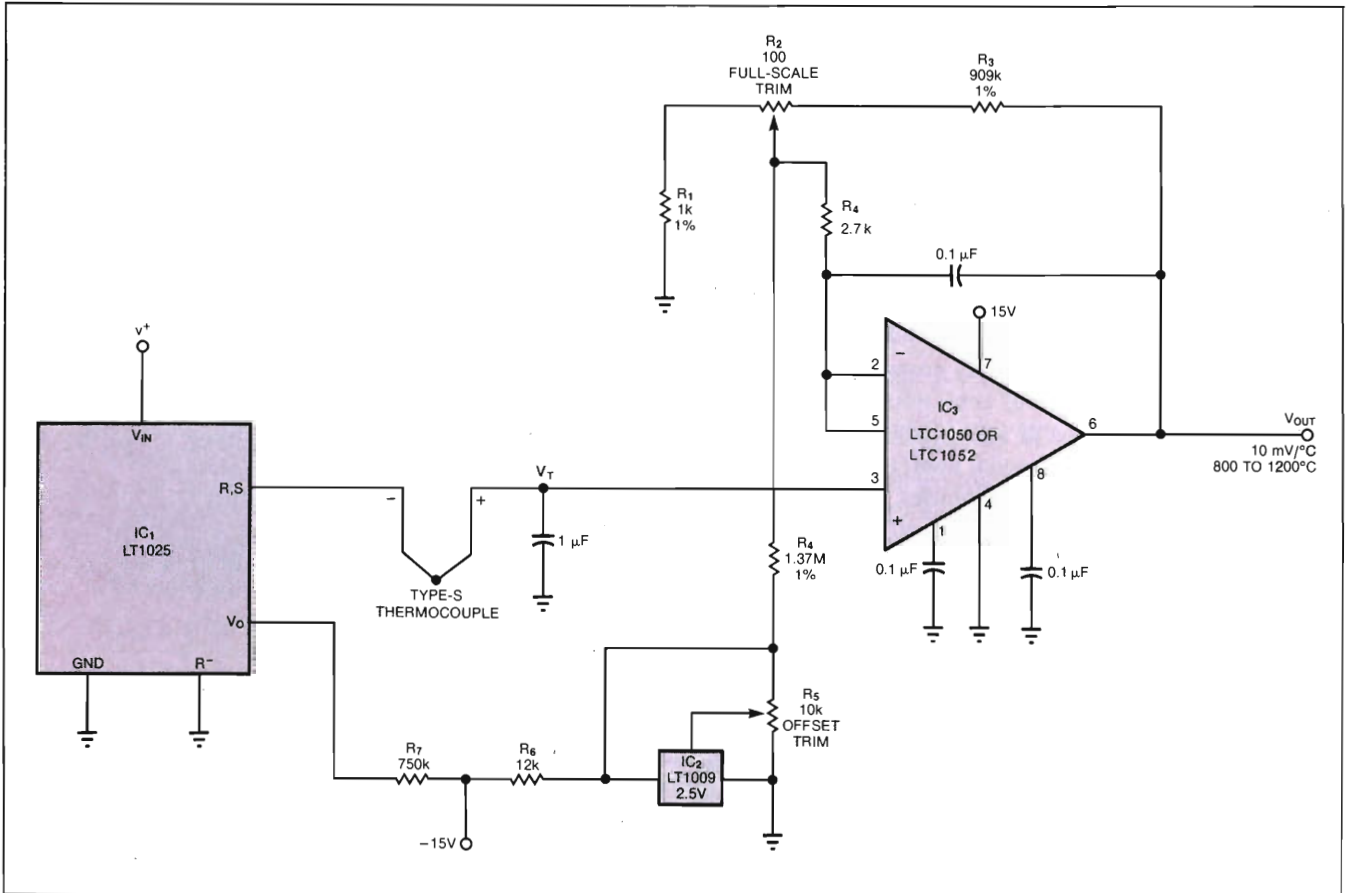 R2
100
FULL-SCALE
TRIM
R3
909k
1%
R1
1k
1%
R4
2.7 k
0.1 µF
15V
v+
VIN
R,S
IC1
LT1025
VO
GND
R−
−
+
VT
1 µF
TYPE-S
THERMOCOUPLE
2
−
7
5
IC3
LTC1050 OR
LTC1052
6
3
+
8
4
1
VOUT
10 mV/°C
800 TO 1200°C
0.1 µF
0.1 µF
R4
1.37M
1%
R5
10k
OFFSET
TRIM
R7
750k
R6
12k
IC2
LT1009
2.5V
−15V